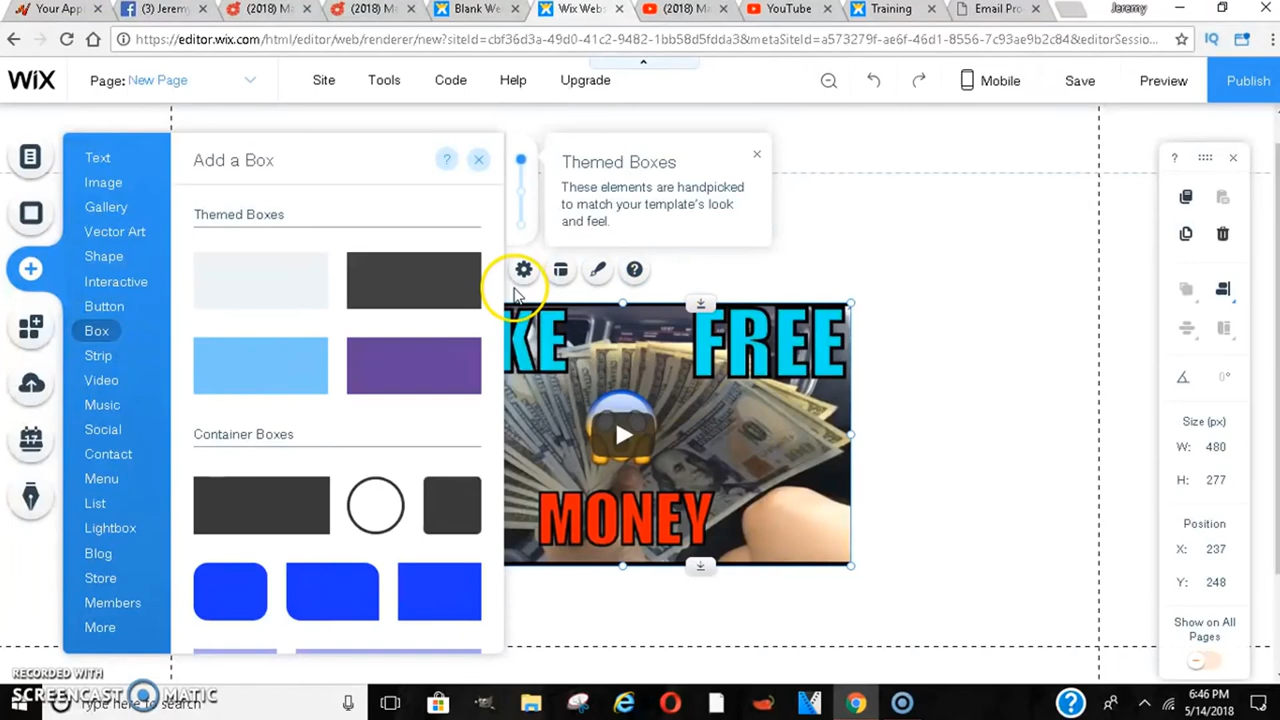 Your App
(3) Jerem
(2018) M
(2018) M
Blank We
Wix Web
(2018) M
YouTube
Training
Email Pro
Jeremy
https://editor.wix.com/html/editor/web/renderer/new?siteId=cbf36d3a-49d0-41c2-9482-1bb58d5fdda3&metaSiteId=a573279f-ae6f-46d1-8556-7c93ae9b2c84&editorSessio...
WiX
Page: New Page
Site
Tools
Code
Help
Upgrade
Mobile
Save
Preview
Publish
Text
Image
Gallery
Vector Art
Shape
Interactive
Button
Box
Strip
Video
Music
Social
Contact
Menu
List
Lightbox
Blog
Store
Members
More
Add a Box
?
Themed Boxes
Container Boxes
Themed Boxes
These elements are handpicked
to match your template's look
and feel.
?
KE FREE
MONEY
?
0°
Size (px)
W: 480
H: 277
Position
X: 237
Y: 248
Show on All
Pages
17
RECORDED WITH
SCREENCAST MATIC
Type here to search
?
6:46 PM
5/14/2018